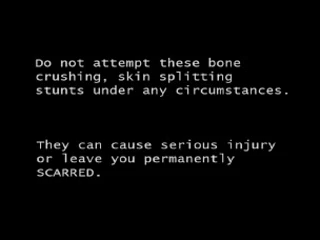 Do not attempt these bone
crushing, skin splitting
stunts under any circumstances.
They can cause serious injury
or leave you permanently
SCARRED.